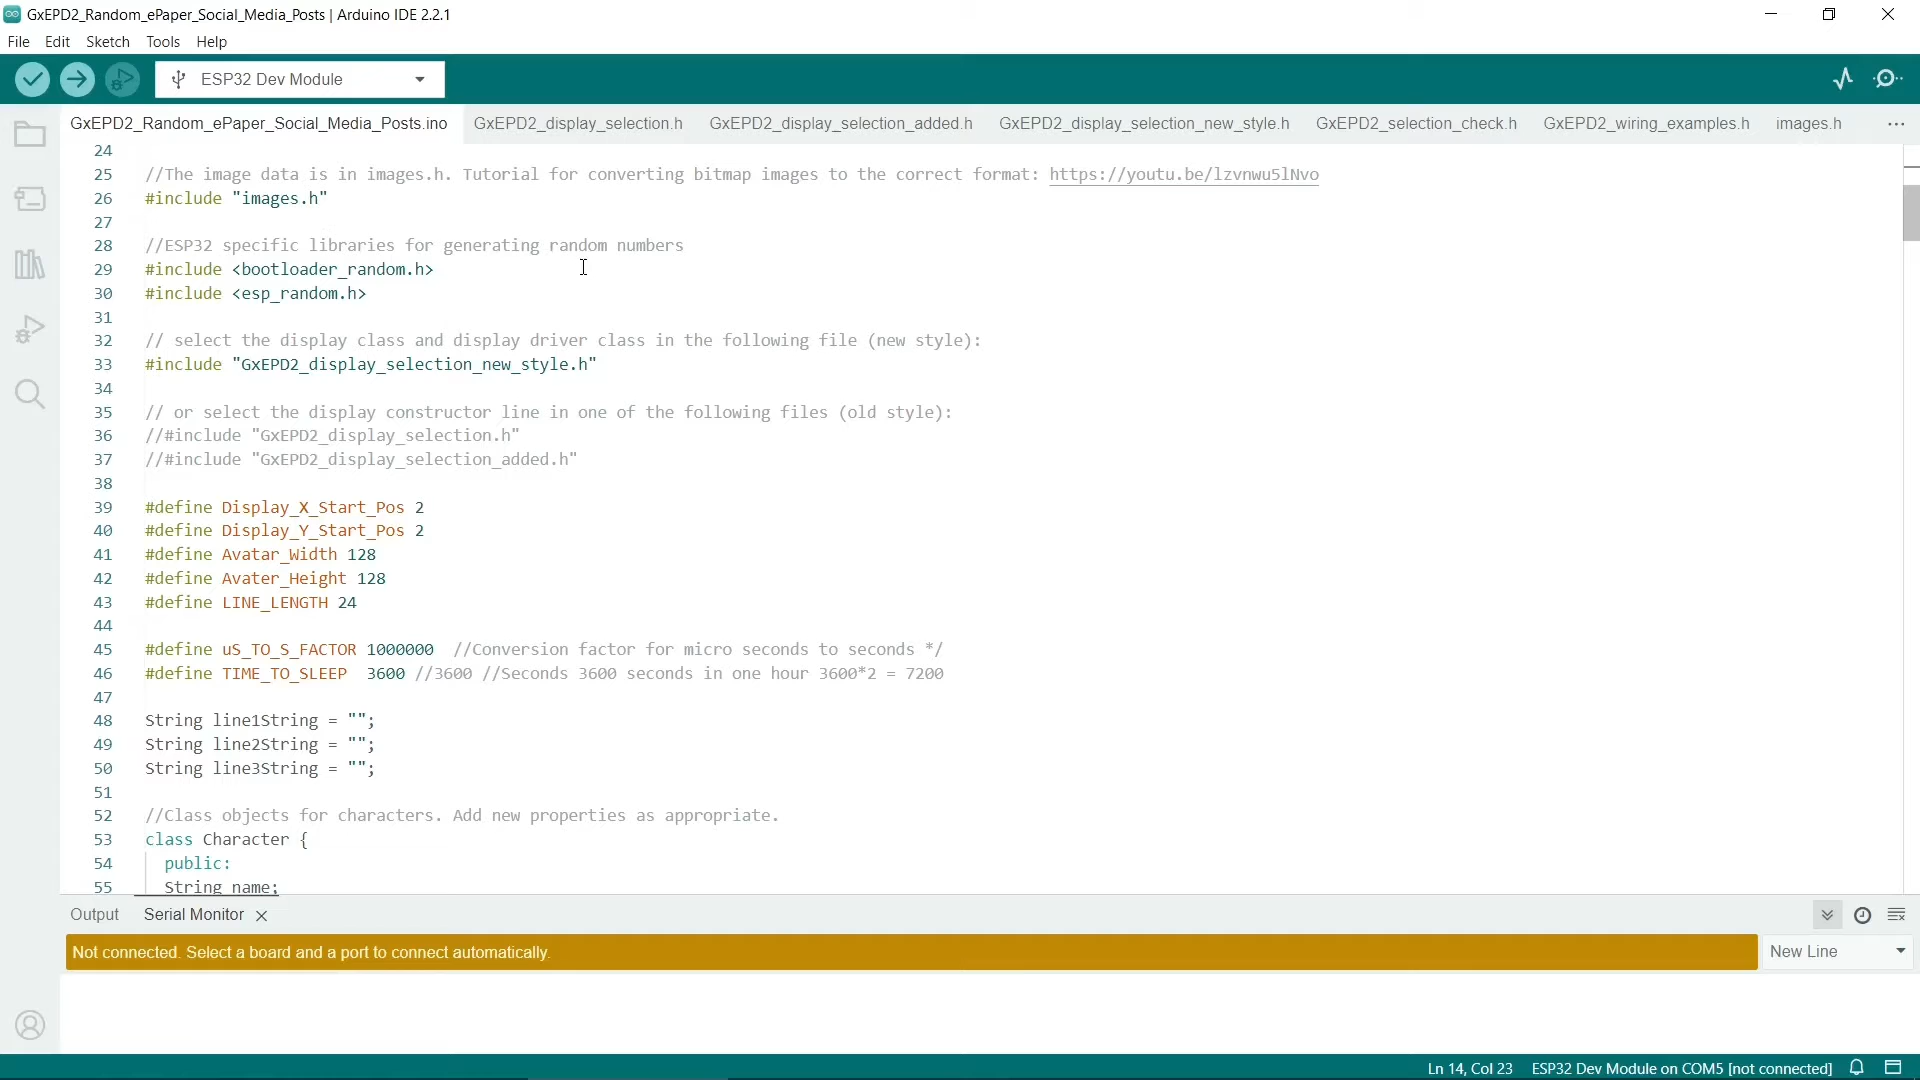 GxEPD2_Random_ePaper_Social_Media_Posts | Arduino IDE 2.2.1
File Edit Sketch Tools Help
ESP32 Dev Module
GxEPD2_Random_ePaper_Social_Media_Posts.ino GxEPD2_display_selection.h GxEPD2_display_selection_added.h GxEPD2_display_selection_new_style.h GxEPD2_selection_check.h GxEPD2_wiring_examples.h images.h ...
24
25 //The image data is in images.h. Tutorial for converting bitmap images to the correct format: https://youtu.be/lzvnwu5lNvo
26 #include "images.h"
27
28 //ESP32 specific libraries for generating random numbers
29 #include <bootloader_random.h>
30 #include <esp_random.h>
31
32 // select the display class and display driver class in the following file (new style):
33 #include "GxEPD2_display_selection_new_style.h"
34
35 // or select the display constructor line in one of the following files (old style):
36 //#include "GxEPD2_display_selection.h"
37 //#include "GxEPD2_display_selection_added.h"
38
39 #define Display_X_Start_Pos 2
40 #define Display_Y_Start_Pos 2
41 #define Avatar_Width 128
42 #define Avater_Height 128
43 #define LINE_LENGTH 24
44
45 #define uS_TO_S_FACTOR 1000000  //Conversion factor for micro seconds to seconds */
46 #define TIME_TO_SLEEP  3600 //3600 //Seconds 3600 seconds in one hour 3600*2 = 7200
47
48 String line1String = "";
49 String line2String = "";
50 String line3String = "";
51
52 //Class objects for characters. Add new properties as appropriate.
53 class Character {
54 public:
55 String name;
Output Serial Monitor
Not connected. Select a board and a port to connect automatically.
New Line
Ln 14, Col 23 ESP32 Dev Module on COM5 [not connected]